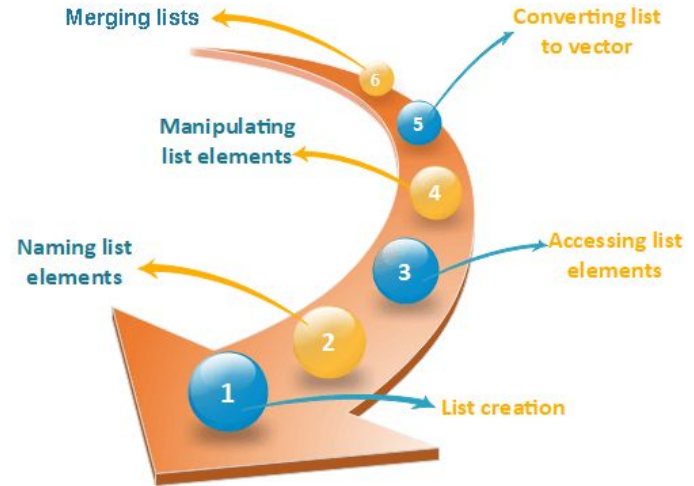 Merging lists
Converting list
to vector
6
5
Manipulating
list elements
4
Naming list
elements
3
Accessing list
elements
2
1
List creation